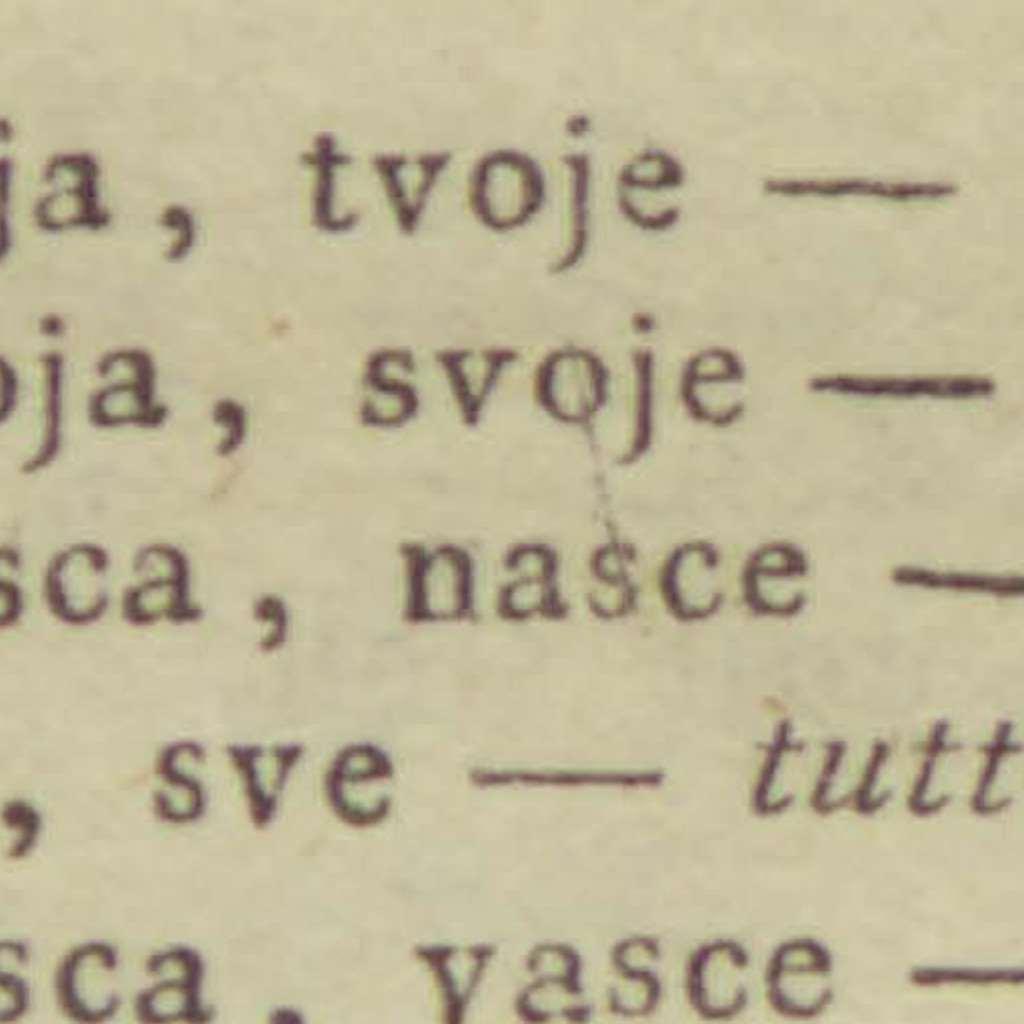 ja, tvoje —
oja, svoje —
sca, nasce —
, sve — tutt
sca, vasce —